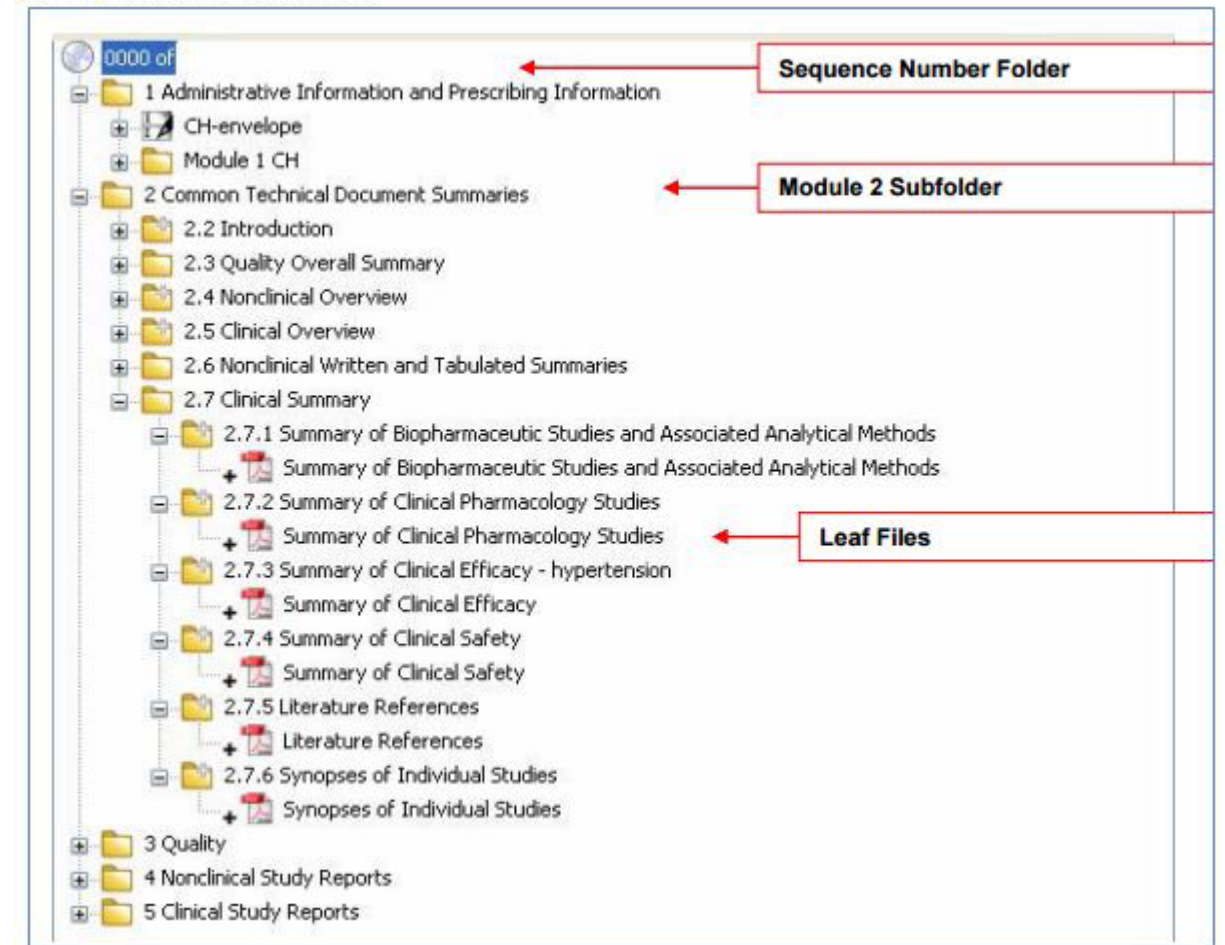 0000 of
Sequence Number Folder
1 Administrative Information and Prescribing Information
CH-envelope
Module 1 CH
2 Common Technical Document Summaries
Module 2 Subfolder
2.2 Introduction
2.3 Quality Overall Summary
2.4 Nonclinical Overview
2.5 Clinical Overview
2.6 Nonclinical Written and Tabulated Summaries
2.7 Clinical Summary
2.7.1 Summary of Biopharmaceutic Studies and Associated Analytical Methods
Summary of Biopharmaceutic Studies and Associated Analytical Methods
2.7.2 Summary of Clinical Pharmacology Studies
Summary of Clinical Pharmacology Studies
Leaf Files
2.7.3 Summary of Clinical Efficacy - hypertension
Summary of Clinical Efficacy
2.7.4 Summary of Clinical Safety
Summary of Clinical Safety
2.7.5 Literature References
Literature References
2.7.6 Synopses of Individual Studies
Synopses of Individual Studies
3 Quality
4 Nonclinical Study Reports
5 Clinical Study Reports